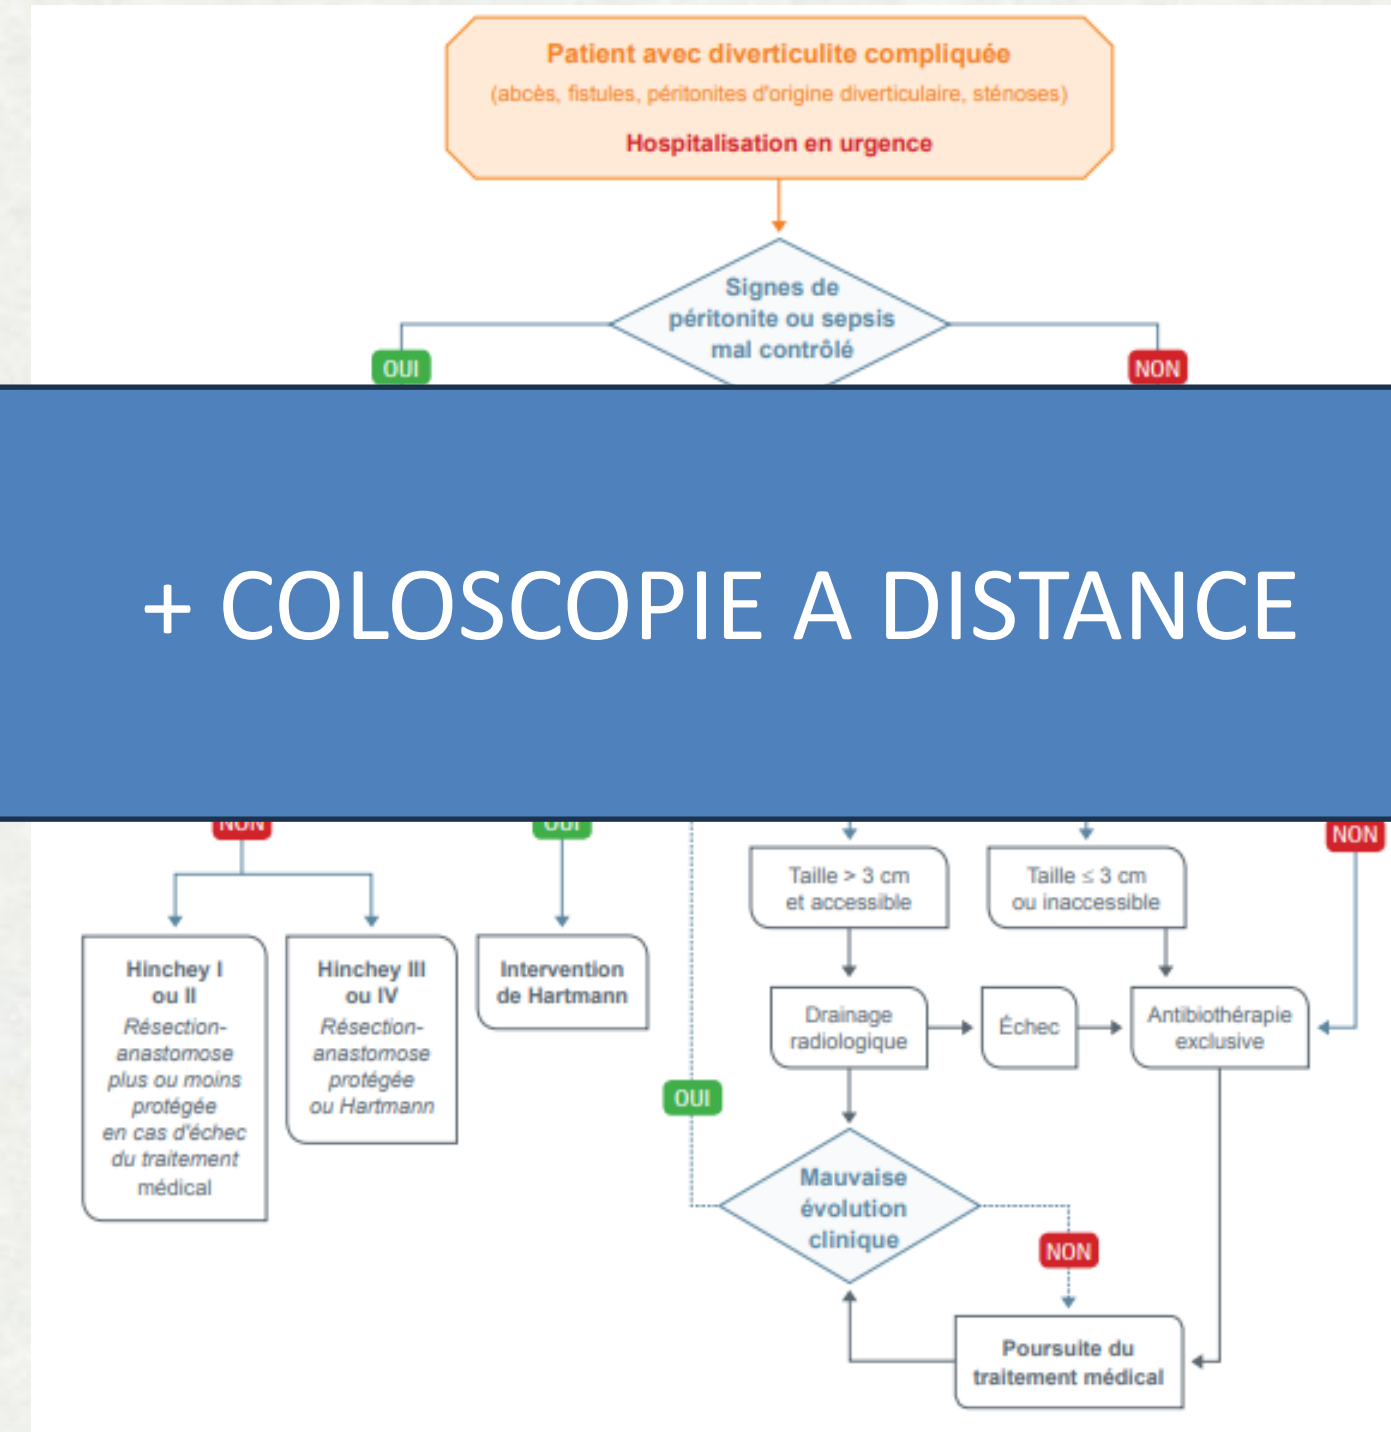 Patient avec diverticulite compliquée
(abcès, fistules, péritonites d'origine diverticulaire, sténoses)
Hospitalisation en urgence
Signes de
péritonite ou sepsis
mal contrôlé
OUI
NON
+ COLOSCOPIE A DISTANCE
NON
OUI
NON
Taille > 3 cm
et accessible
Taille ≤ 3 cm
ou inaccessible
Hinchey I
ou II
Résection-
anastomose
plus ou moins
protégée
en cas d'échec
du traitement
médical
Hinchey III
ou IV
Résection-
anastomose
protégée
ou Hartmann
Intervention
de Hartmann
Drainage
radiologique
Échec
Antibiothérapie
exclusive
OUI
Mauvaise
évolution
clinique
NON
Poursuite du
traitement médical